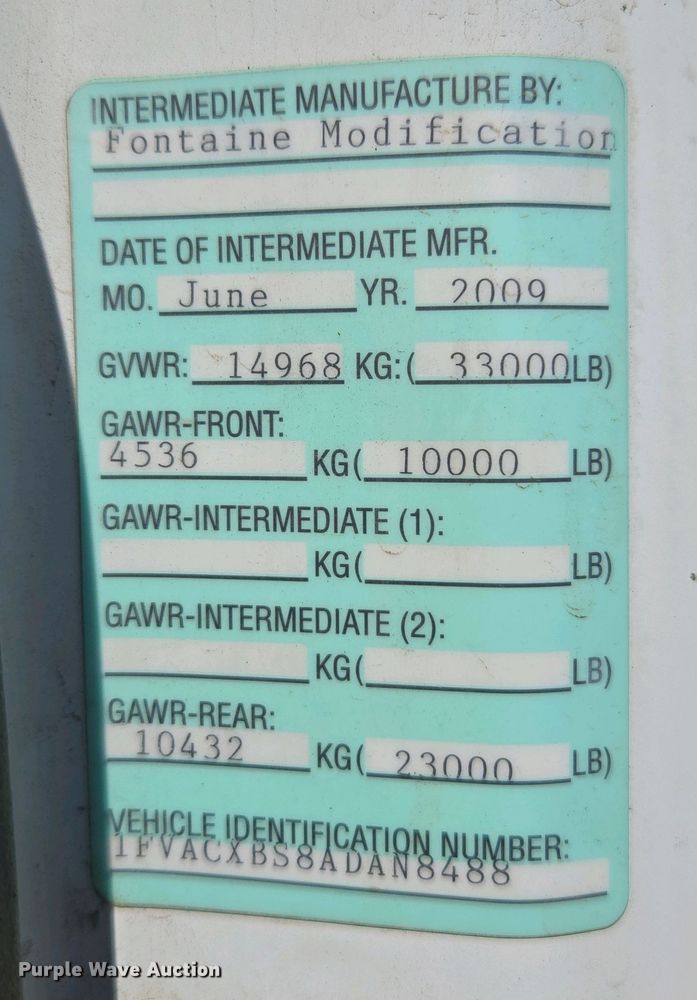 INTERMEDIATE MANUFACTURE BY:
Fontaine Modification
DATE OF INTERMEDIATE MFR.
MO. June YR. 2009
GVWR: 14968 KG: ( 33000 LB)
GAWR-FRONT:
4536 KG ( 10000 LB)
GAWR-INTERMEDIATE (1):
KG ( LB)
GAWR-INTERMEDIATE (2):
KG ( LB)
GAWR-REAR:
10432 KG ( 23000 LB)
VEHICLE IDENTIFICATION NUMBER:
1FVACXBS8ADAN8488
Purple Wave Auction